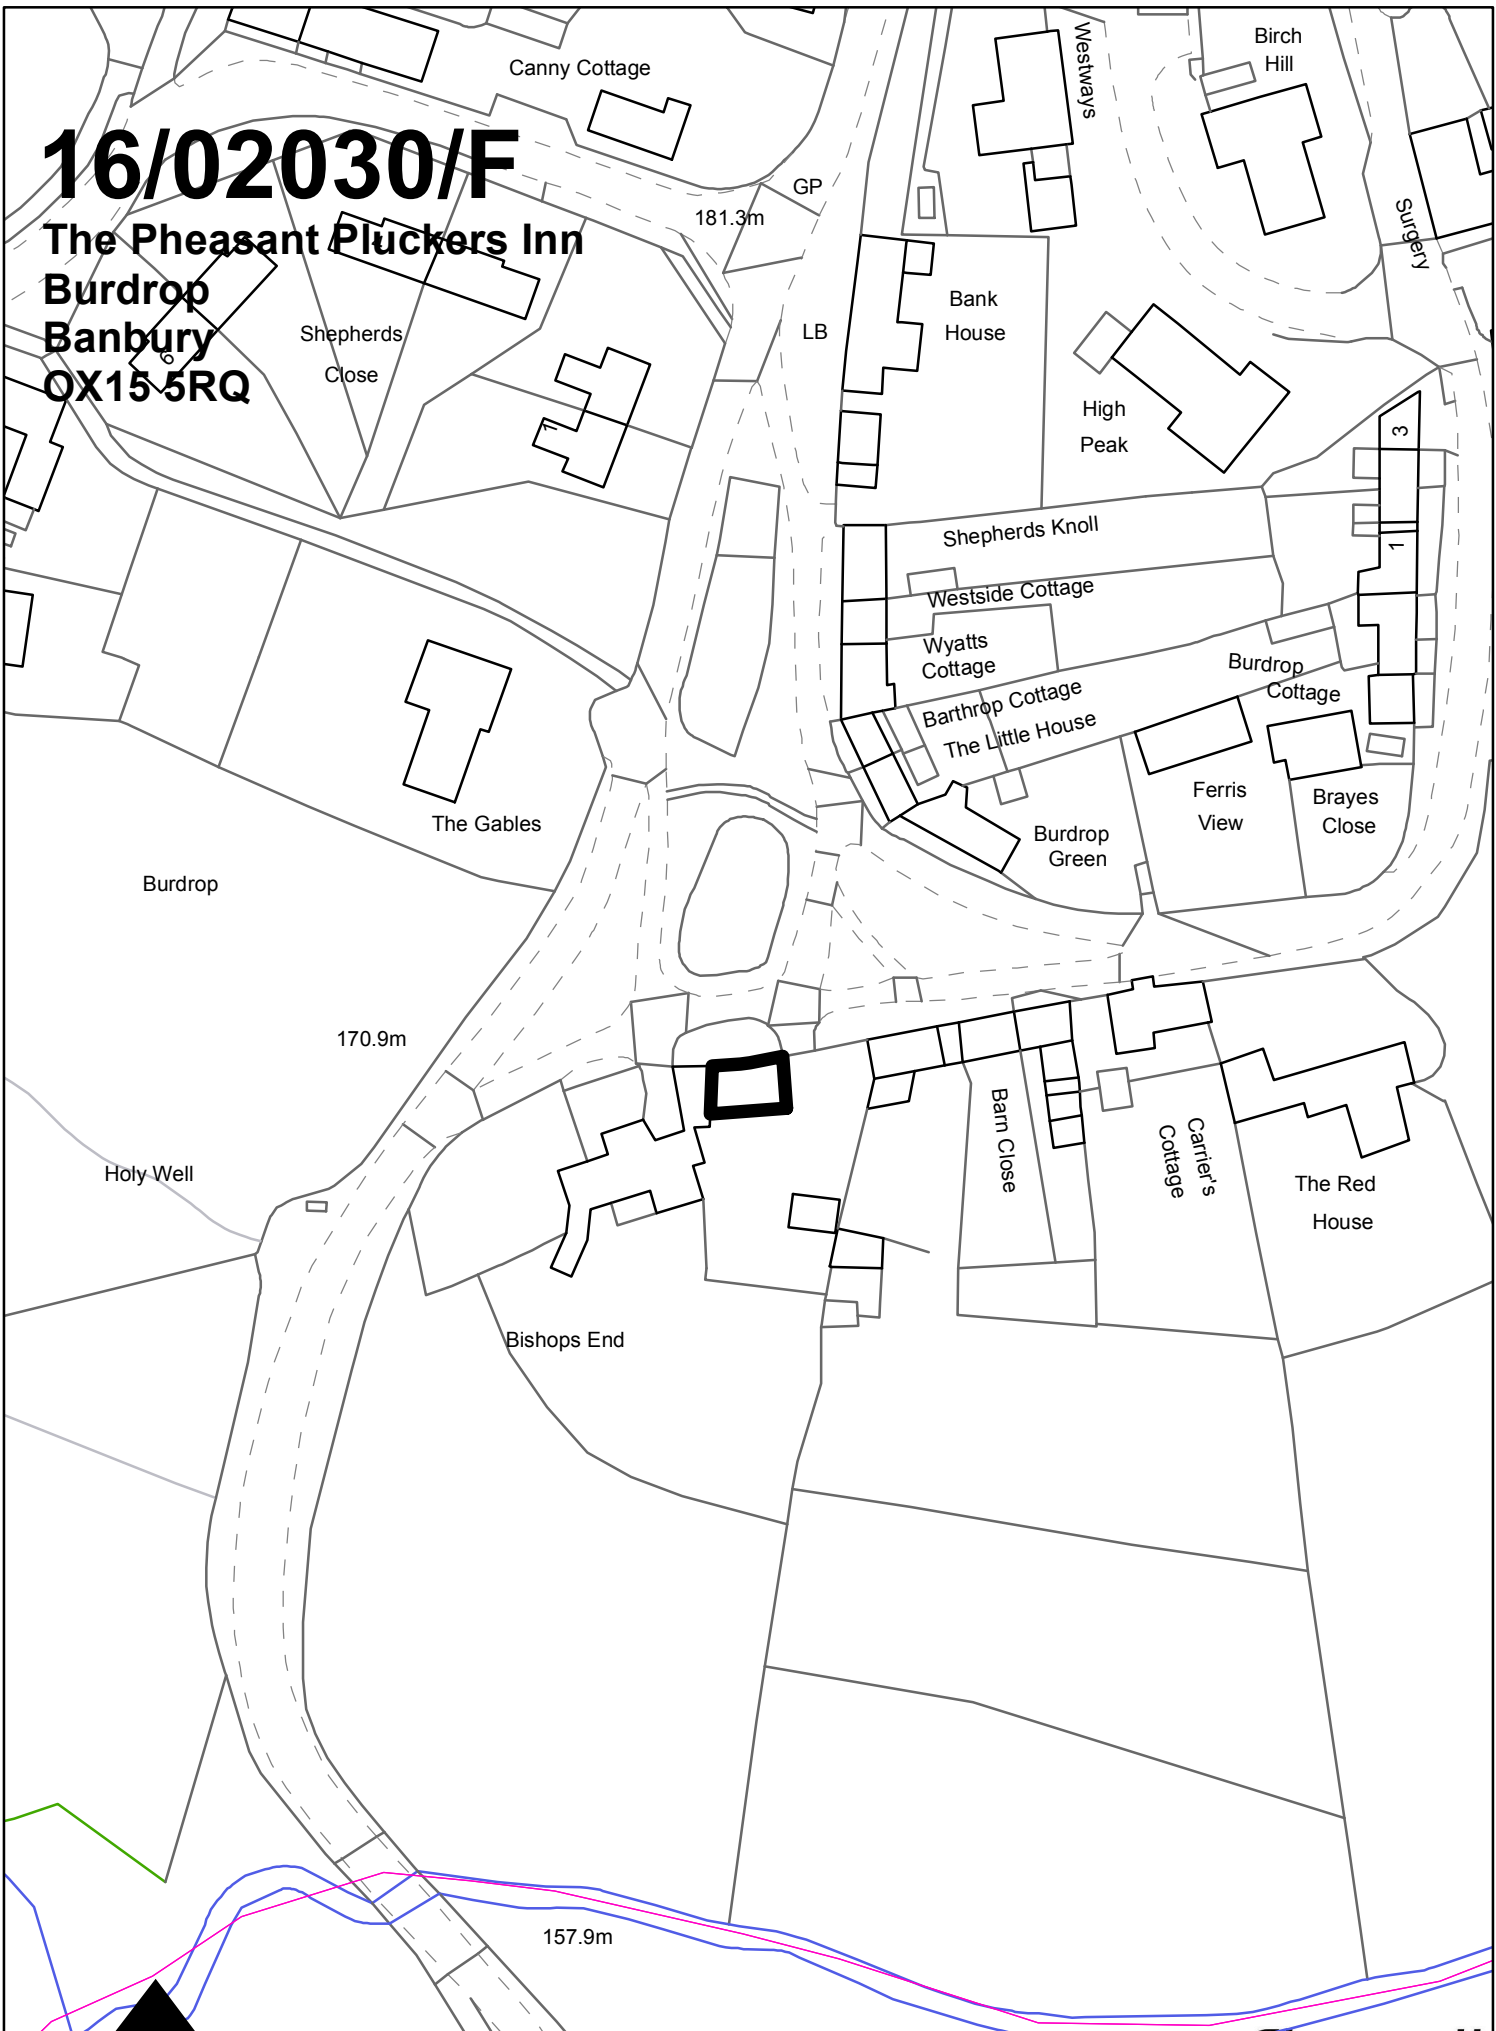 16/02030/F
The Pheasant Pluckers Inn
Burdrop
Banbury
OX15 5RQ
Canny Cottage
Westways
Birch
Hill
GP
181.3m
Surgery
Shepherds
Close
6
1
LB
Bank
House
High
Peak
3
1
Shepherds Knoll
Westside Cottage
Wyatts
Cottage
Barthrop Cottage
The Little House
Burdrop
Cottage
The Gables
Ferris
View
Brayes
Close
Burdrop
Green
Burdrop
170.9m
Holy Well
Barn Close
Carrier's
Cottage
The Red
House
Bishops End
157.9m